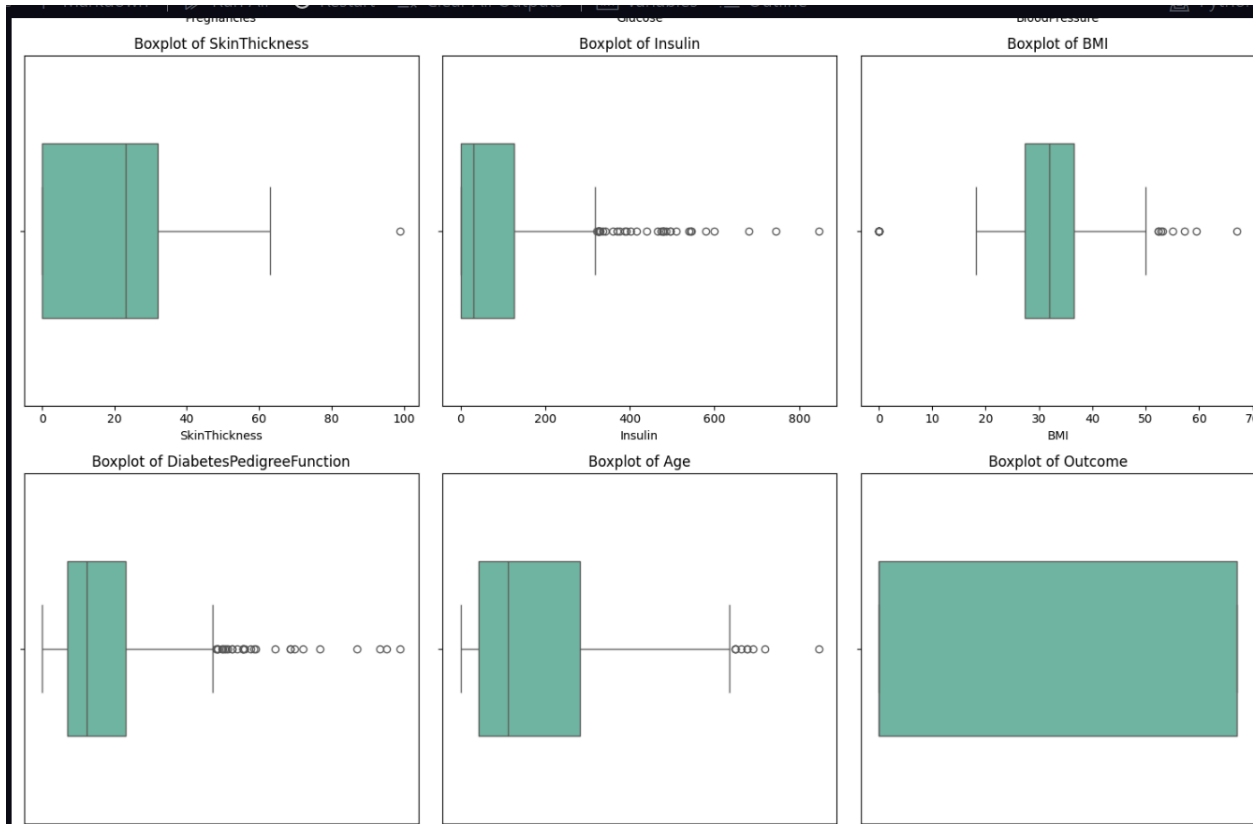 Pregnancies Glucose BloodPressure
Boxplot of SkinThickness Boxplot of Insulin Boxplot of BMI
0 20 40 60 80 100 0 200 400 600 800 0 10 20 30 40 50 60 70
SkinThickness Insulin BMI
Boxplot of DiabetesPedigreeFunction Boxplot of Age Boxplot of Outcome